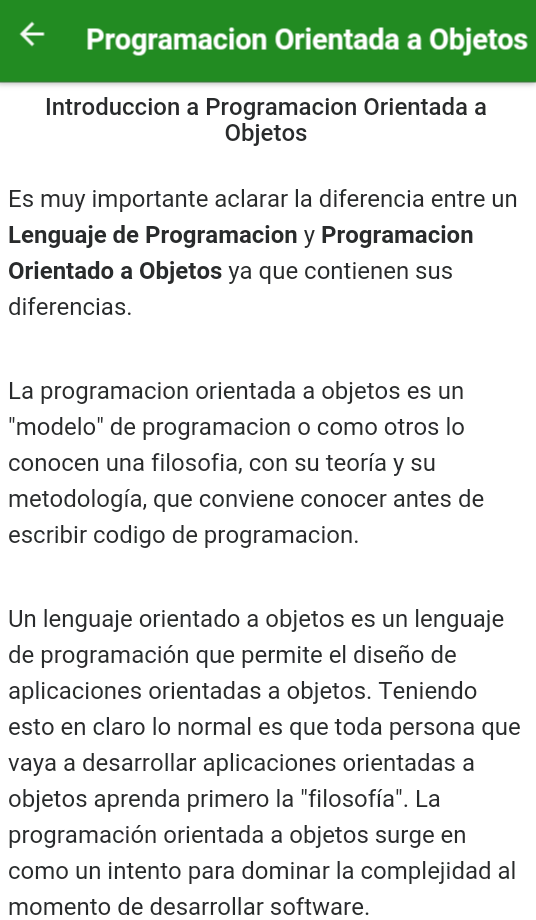 Programacion Orientada a Objetos
Introduccion a Programacion Orientada a
Objetos
Es muy importante aclarar la diferencia entre un
Lenguaje de Programacion y Programacion
Orientado a Objetos ya que contienen sus
diferencias.
La programacion orientada a objetos es un
"modelo" de programacion o como otros lo
conocen una filosofia, con su teoría y su
metodología, que conviene conocer antes de
escribir codigo de programacion.
Un lenguaje orientado a objetos es un lenguaje
de programación que permite el diseño de
aplicaciones orientadas a objetos. Teniendo
esto en claro lo normal es que toda persona que
vaya a desarrollar aplicaciones orientadas a
objetos aprenda primero la "filosofía". La
programación orientada a objetos surge en
como un intento para dominar la complejidad al
momento de desarrollar software.